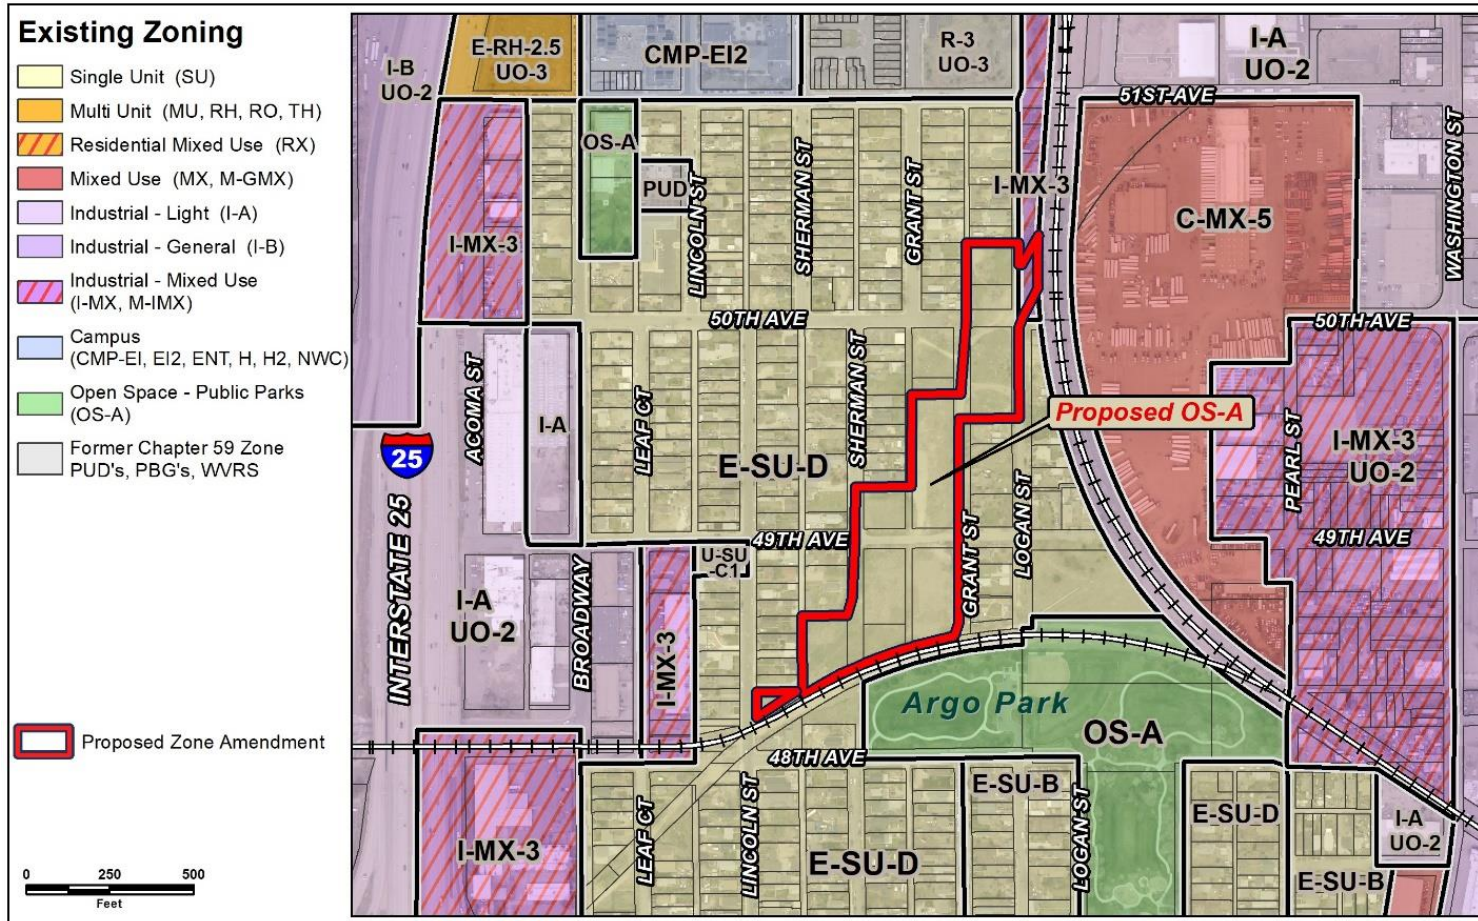 Existing Zoning
Single Unit (SU)
Multi Unit (MU, RH, RO, TH)
Residential Mixed Use (RX)
Mixed Use (MX, M-GMX)
Industrial - Light (I-A)
Industrial - General (I-B)
Industrial - Mixed Use
(I-MX, M-IMX)
Campus
(CMP-EI, EI2, ENT, H, H2, NWC)
Open Space - Public Parks
(OS-A)
Former Chapter 59 Zone
PUD's, PBG's, WVRS
Proposed Zone Amendment
0 250 500
Feet
I-B
UO-2
E-RH-2.5
UO-3
CMP-EI2
R-3
UO-3
I-A
UO-2
51ST AVE
WASHINGTON ST
OS-A
PUD
LINCOLN ST
SHERMAN ST
GRANT ST
I-MX-3
I-MX-3
C-MX-5
50TH AVE
50TH AVE
ACOMA ST
I-A
LEAF CT
SHERMAN ST
Proposed OS-A
25
E-SU-D
PEARL ST
I-MX-3
UO-2
INTERSTATE 25
LOGAN ST
GRANT ST
49TH AVE
49TH AVE
U-SU
-C1
I-A
UO-2
BROADWAY
I-MX-3
Argo Park
OS-A
48TH AVE
E-SU-B
LEAF CT
LINCOLN ST
LOGAN ST
E-SU-D
I-A
UO-2
I-MX-3
E-SU-D
E-SU-B